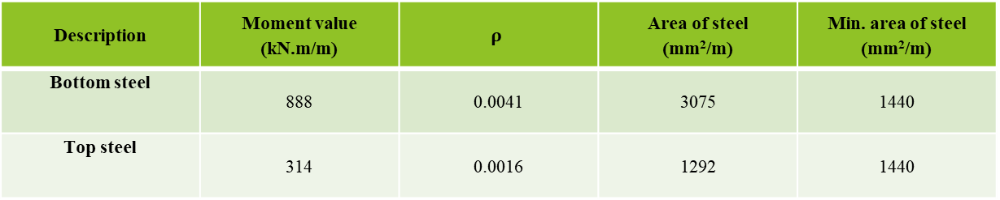 Description Moment value (kN.m/m) ρ Area of steel (mm²/m) Min. area of steel (mm²/m)
Bottom steel 888 0.0041 3075 1440
Top steel 314 0.0016 1292 1440